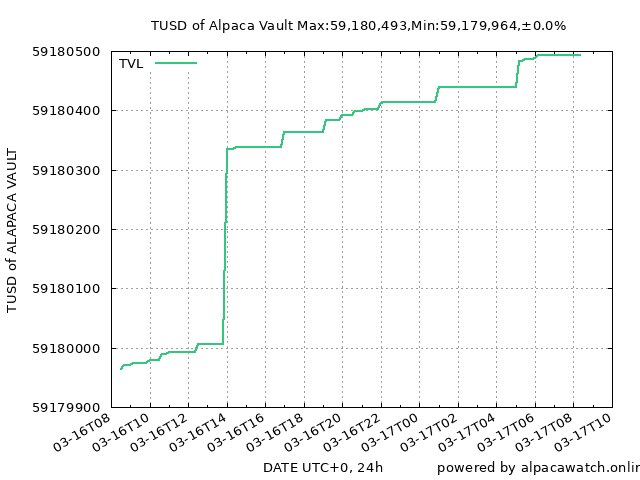 TUSD of Alpaca Vault Max:59,180,493,Min:59,179,964,±0.0%
TVL
59180500
59180400
59180300
59180200
59180100
59180000
59179900
TUSD of ALAPACA VAULT
03-16T08
03-16T10
03-16T12
03-16T14
03-16T16
03-16T18
03-16T20
03-16T22
03-17T00
03-17T02
03-17T04
03-17T06
03-17T08
03-17T10
DATE UTC+0, 24h
powered by alpacawatch.onlin